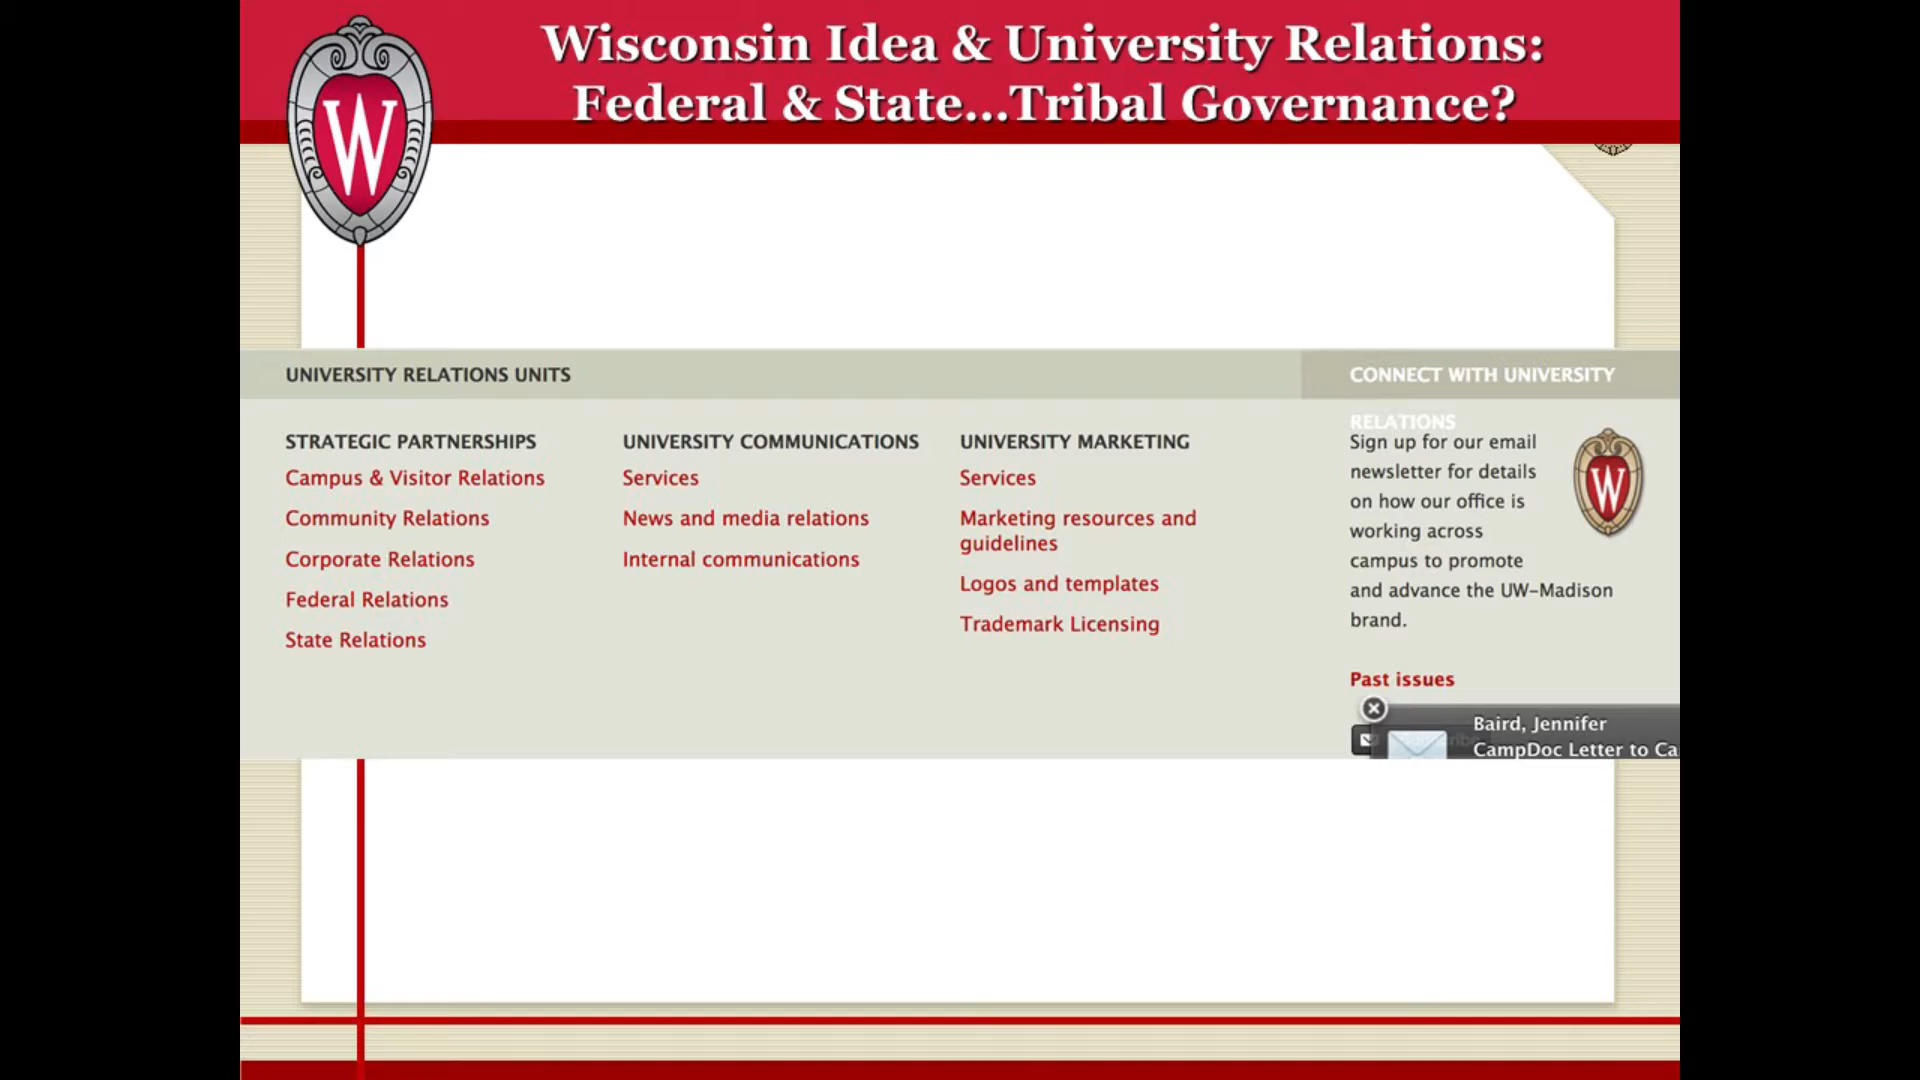 Wisconsin Idea & University Relations:
Federal & State...Tribal Governance?
W
UNIVERSITY RELATIONS UNITS
STRATEGIC PARTNERSHIPS
Campus & Visitor Relations
Community Relations
Corporate Relations
Federal Relations
State Relations
UNIVERSITY COMMUNICATIONS
Services
News and media relations
Internal communications
UNIVERSITY MARKETING
Services
Marketing resources and
guidelines
Logos and templates
Trademark Licensing
CONNECT WITH UNIVERSITY
RELATIONS
Sign up for our email
newsletter for details
on how our office is
working across
campus to promote
and advance the UW-Madison
brand.
W
Past issues
Baird, Jennifer
CampDoc Letter to Ca